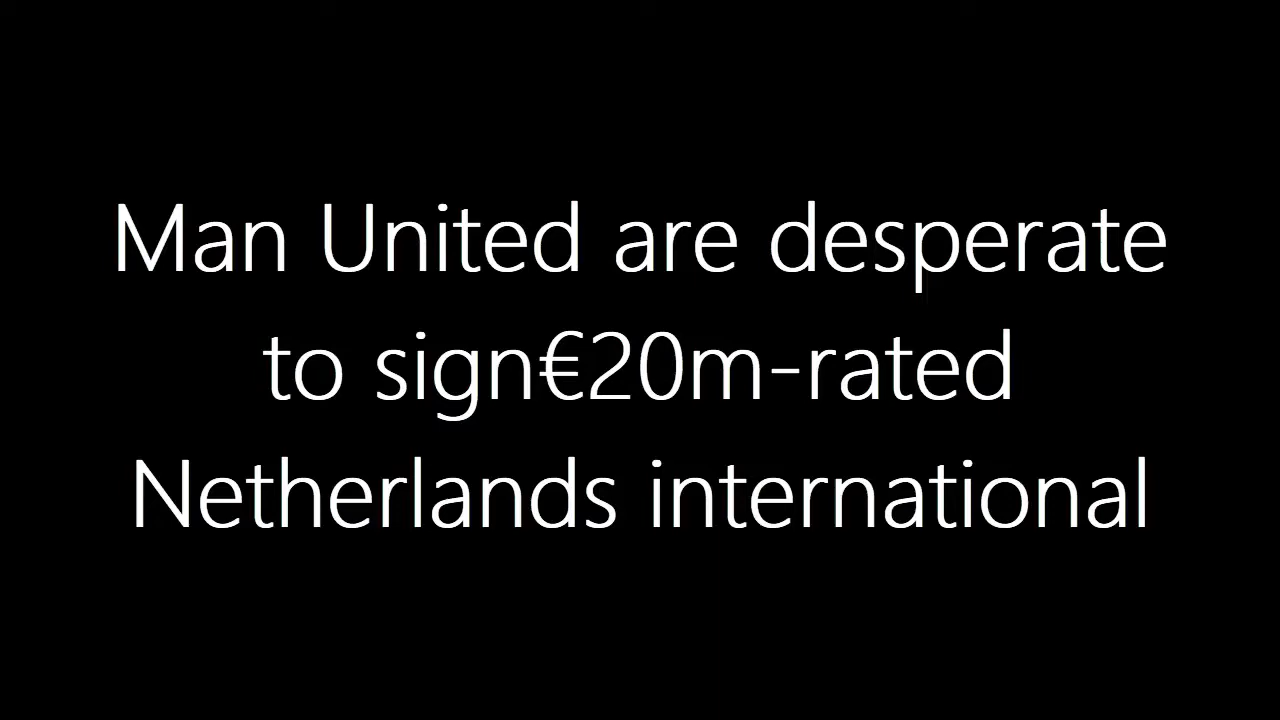 Man United are desperate
to sign€20m-rated
Netherlands international